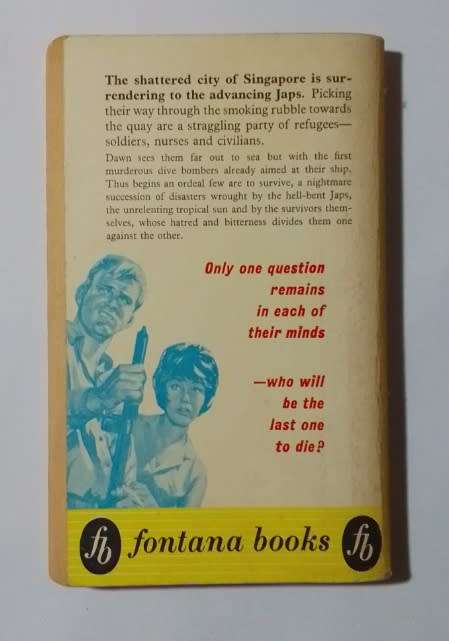 The shattered city of Singapore is sur-
rendering to the advancing Japs. Picking
their way through the smoking rubble towards
the quay are a straggling party of refugees—
soldiers, nurses and civilians.
Dawn sees them far out to sea but with the first
murderous dive bombers already aimed at their ship.
Thus begins an ordeal few are to survive, a nightmare
succession of disasters wrought by the hell-bent Japs,
the unrelenting tropical sun and by the survivors them-
selves, whose hatred and bitterness divides them one
against the other.
Only one question
remains
in each of
their minds
—who will
be the
last one
to die?
fb fontana books fb